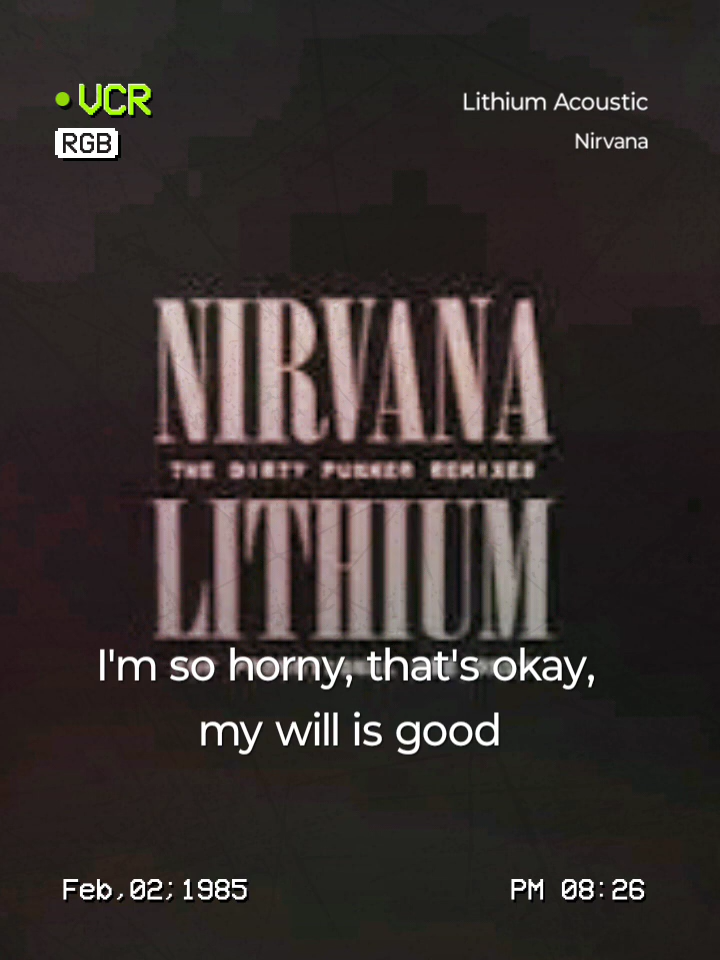 VCR
RGB
Lithium Acoustic
Nirvana
NIRVANA
THE DIRTY PUNKER REMIXES
LITHIUM
I'm so horny, that's okay,
my will is good
Feb,02;1985
PM 08:26